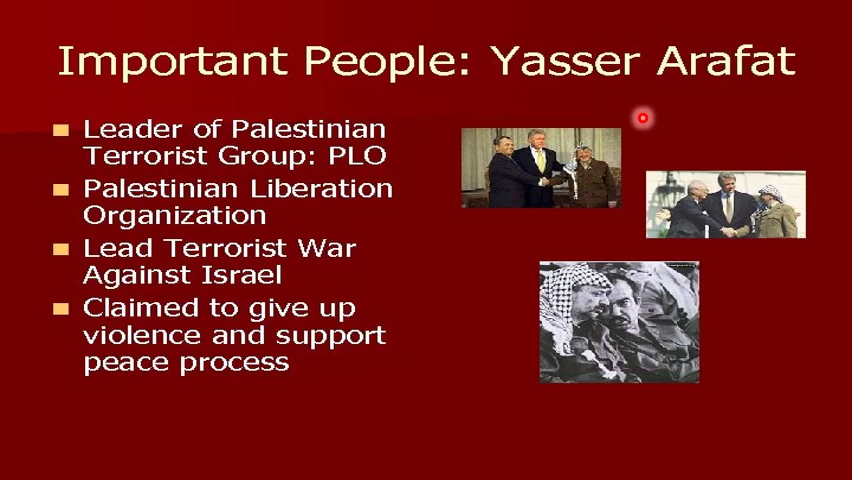 Important People: Yasser Arafat
Leader of Palestinian
Terrorist Group: PLO
Palestinian Liberation
Organization
Lead Terrorist War
Against Israel
Claimed to give up
violence and support
peace process